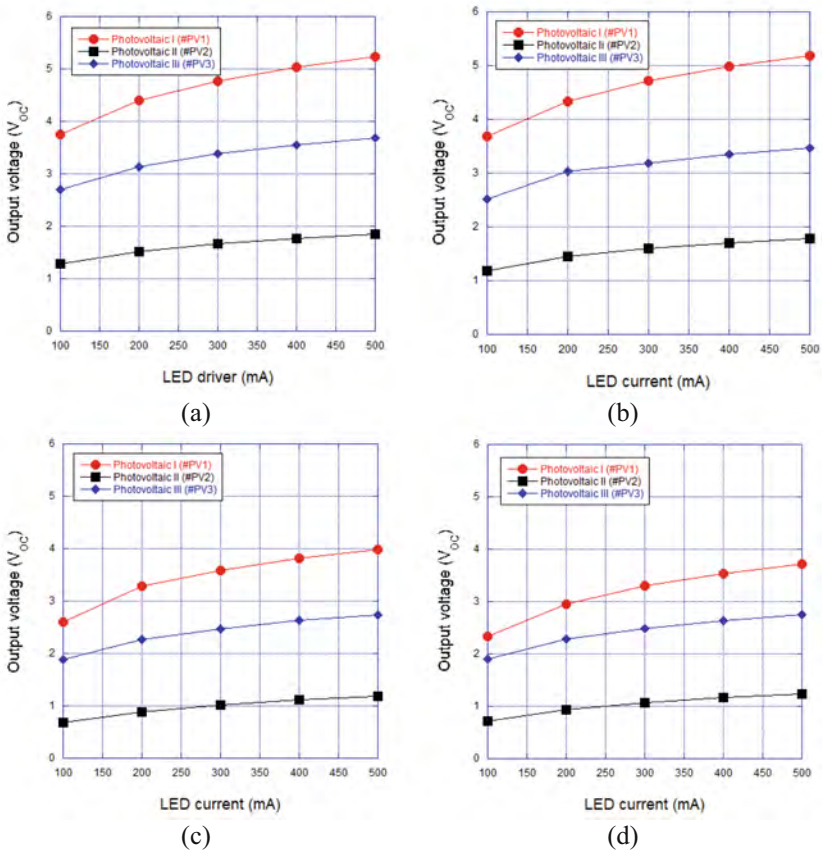 Photovoltaic I (#PV1)
Photovoltaic II (#PV2)
Photovoltaic IIi (#PV3)
Output voltage (VOC)
6
5
4
3
2
1
0
100 150 200 250 300 350 400 450 500
LED driver (mA)
(a)
Photovoltaic I (#PV1)
Photovoltaic Ii (#PV2)
Photovoltaic III (#PV3)
Output voltage (VOC)
6
5
4
3
2
1
0
100 150 200 250 300 350 400 450 500
LED current (mA)
(b)
Photovoltaic I (#PV1)
Photovoltaic II (#PV2)
Photovoltaic III (#PV3)
Output voltage (VOC)
6
5
4
3
2
1
0
100 150 200 250 300 350 400 450 500
LED current (mA)
(c)
Photovoltaic I (#PV1)
Photovoltaic II (#PV2)
Photovoltaic III (#PV3)
Output voltage (VOC)
6
5
4
3
2
1
0
100 150 200 250 300 350 400 450 500
LED current (mA)
(d)